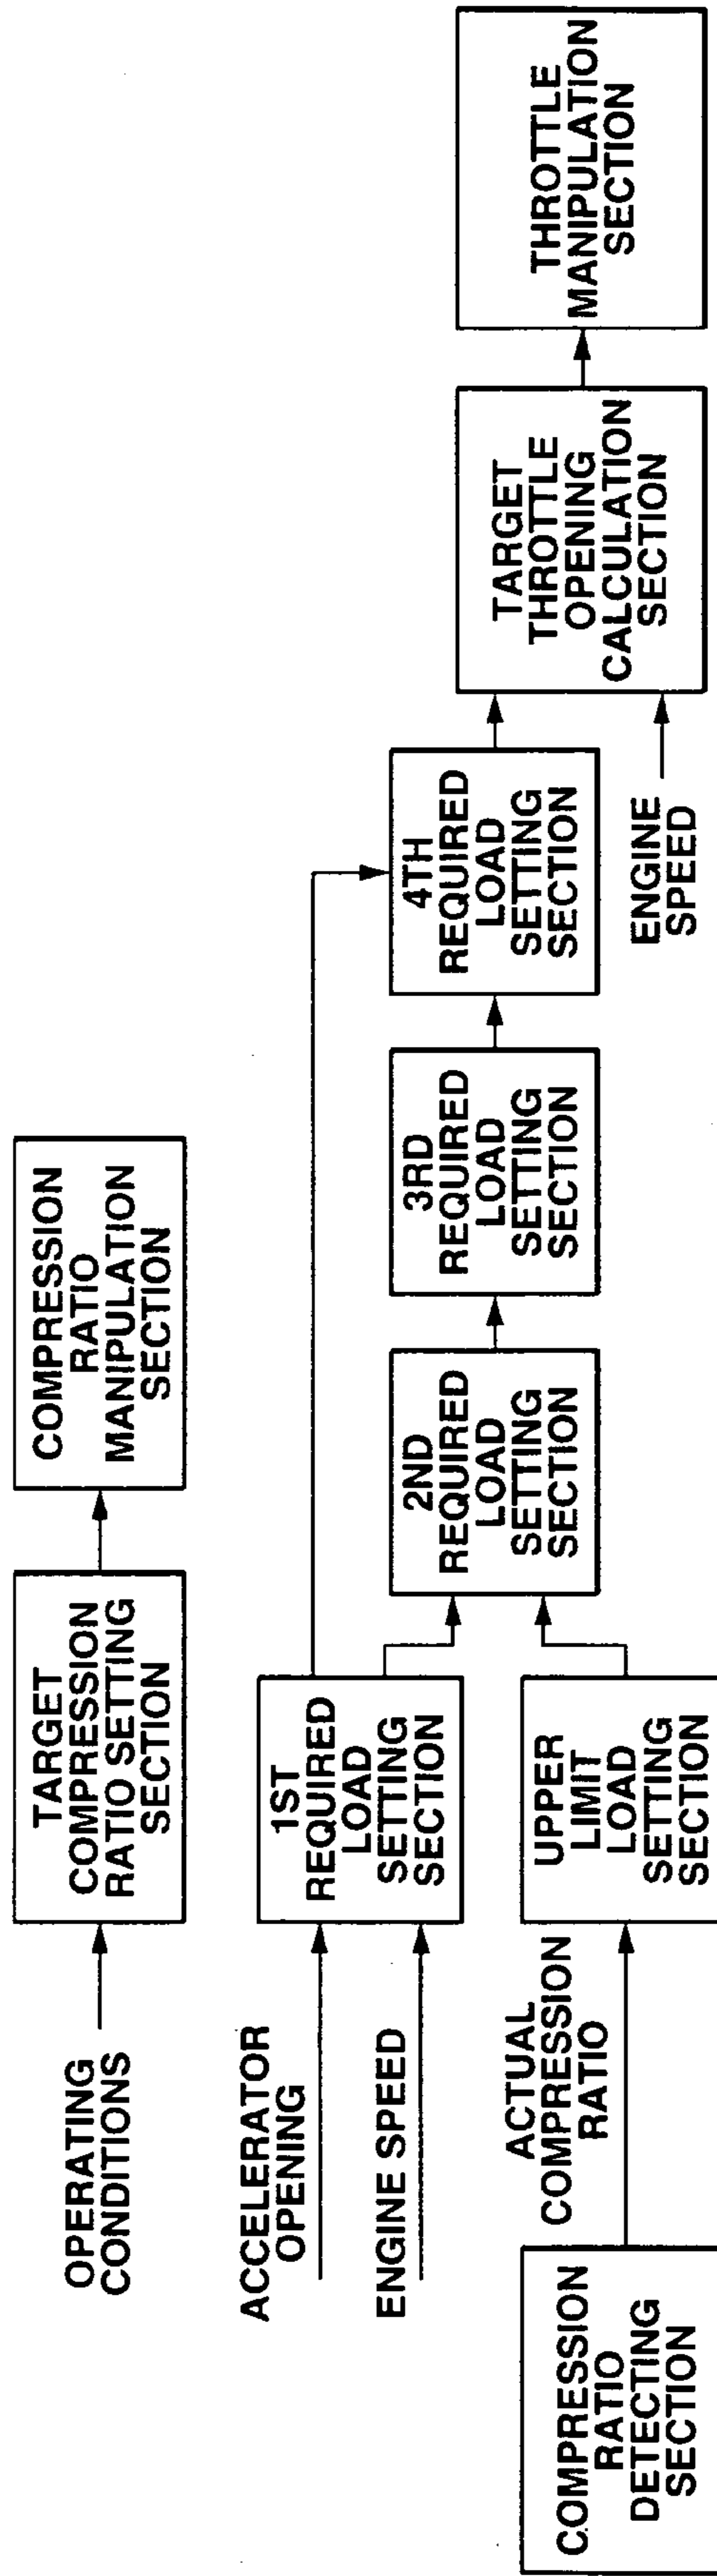 OPERATING
CONDITIONS
TARGET
COMPRESSION
RATIO SETTING
SECTION
COMPRESSION
RATIO
MANIPULATION
SECTION
ACCELERATOR
OPENING
ENGINE SPEED
1ST
REQUIRED
LOAD
SETTING
SECTION
COMPRESSION
RATIO
DETECTING
SECTION
ACTUAL
COMPRESSION
RATIO
UPPER
LIMIT
LOAD
SETTING
SECTION
2ND
REQUIRED
LOAD
SETTING
SECTION
3RD
REQUIRED
LOAD
SETTING
SECTION
4TH
REQUIRED
LOAD
SETTING
SECTION
ENGINE
SPEED
TARGET
THROTTLE
OPENING
CALCULATION
SECTION
THROTTLE
MANIPULATION
SECTION